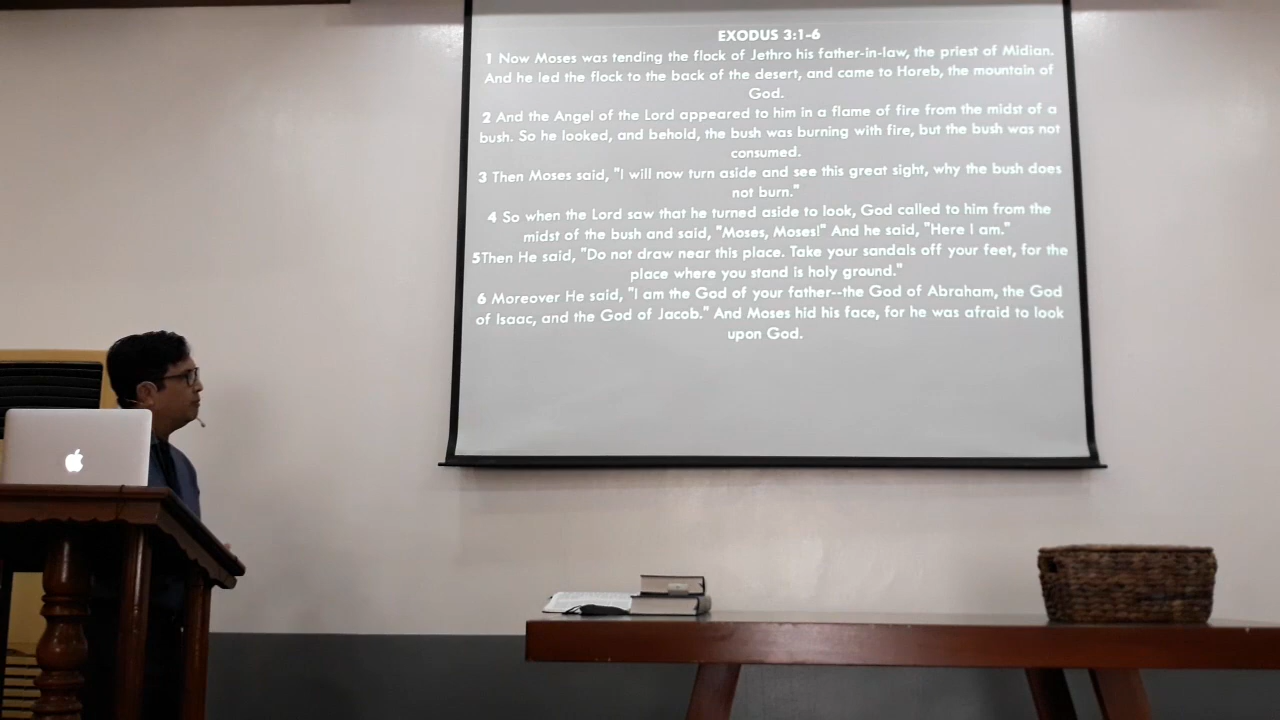 EXODUS 3:1-6
1 Now Moses was tending the flock of Jethro his father-in-law, the priest of Midian.
And he led the flock to the back of the desert, and came to Horeb, the mountain of
God.
2 And the Angel of the Lord appeared to him in a flame of fire from the midst of a
bush. So he looked, and behold, the bush was burning with fire, but the bush was not
consumed.
3 Then Moses said, "I will now turn aside and see this great sight, why the bush does
not burn."
4 So when the Lord saw that he turned aside to look, God called to him from the
midst of the bush and said, "Moses, Moses!" And he said, "Here I am."
5Then He said, "Do not draw near this place. Take your sandals off your feet, for the
place where you stand is holy ground."
6 Moreover He said, "I am the God of your father--the God of Abraham, the God
of Isaac, and the God of Jacob." And Moses hid his face, for he was afraid to look
upon God.